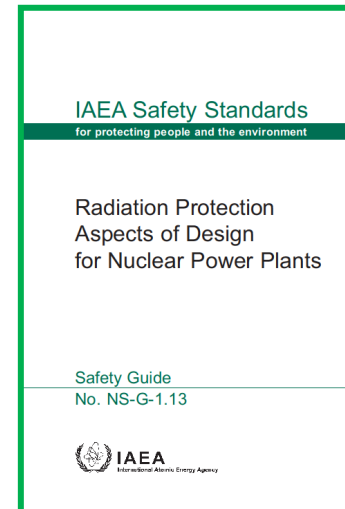 IAEA Safety Standards
for protecting people and the environment
Radiation Protection
Aspects of Design
for Nuclear Power Plants
Safety Guide
No. NS-G-1.13
IAEA
International Atomic Energy Agency